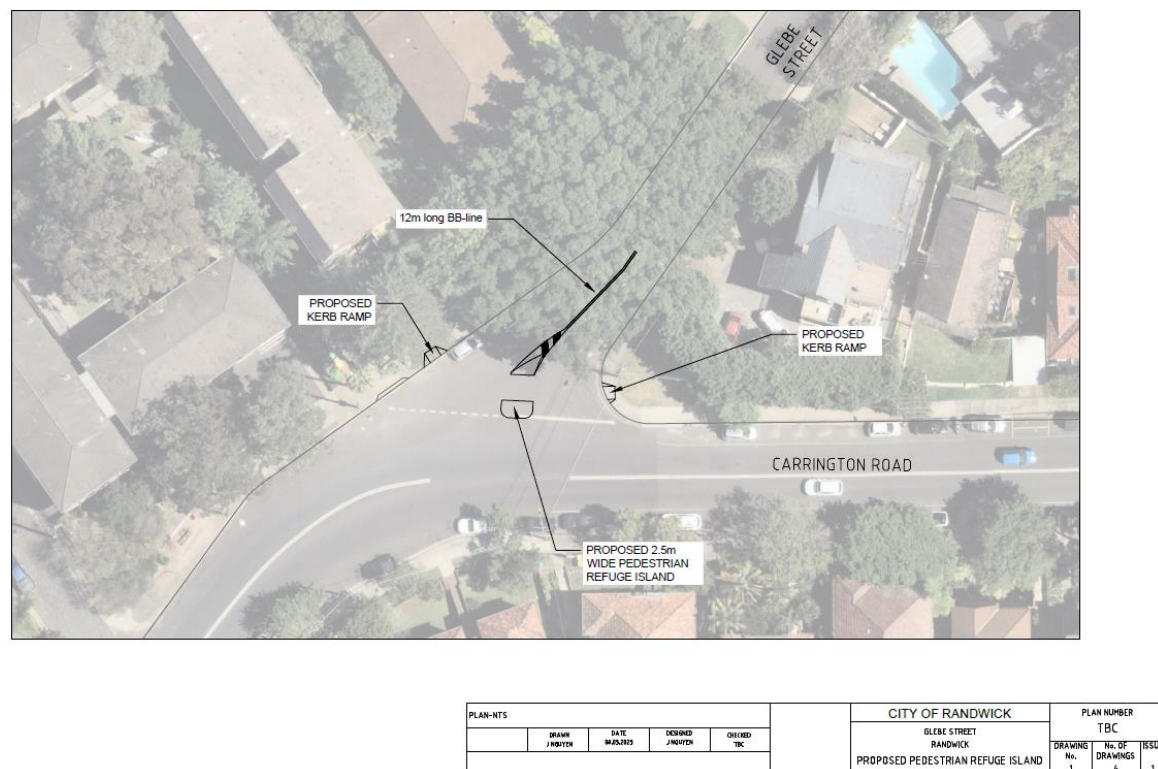 GLEBE
STREET
12m long BB-line
PROPOSED
KERB RAMP
PROPOSED
KERB RAMP
CARRINGTON ROAD
PROPOSED 2.5m
WIDE PEDESTRIAN
REFUGE ISLAND
PLAN-NTS
DRAWN
J NGUYEN
DATE
04.05.2023
DESIGNED
J NGUYEN
CHECKED
TBC
CITY OF RANDWICK
GLEBE STREET
RANDWICK
PROPOSED PEDESTRIAN REFUGE ISLAND
PLAN NUMBER
TBC
DRAWING
No.
1
No. OF
DRAWINGS